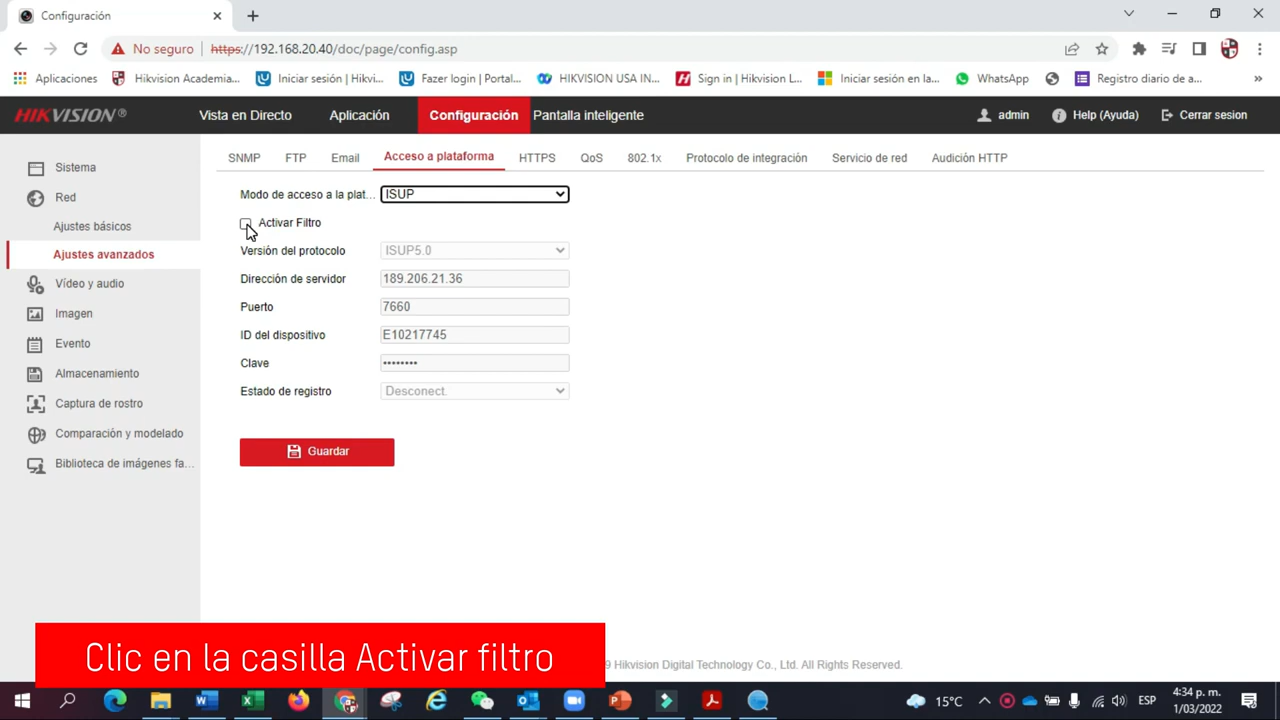 Configuración
No seguro https://192.168.20.40/doc/page/config.asp
Aplicaciones Hikvision Academia... Iniciar sesión | Hikvi... Fazer login | Portal... HIKVISION USA IN... Sign in | Hikvision L... Iniciar sesión en la... WhatsApp Registro diario de a... »
HIKVISION® Vista en Directo Aplicación Configuración Pantalla inteligente admin Help (Ayuda) Cerrar sesion
Sistema
Red
Ajustes básicos
Ajustes avanzados
Vídeo y audio
Imagen
Evento
Almacenamiento
Captura de rostro
Comparación y modelado
Biblioteca de imágenes fa...
SNMP FTP Email Acceso a plataforma HTTPS QoS 802.1x Protocolo de integración Servicio de red Audición HTTP
Modo de acceso a la plat... ISUP
Activar Filtro
Versión del protocolo ISUP5.0
Dirección de servidor 189.206.21.36
Puerto 7660
ID del dispositivo E10217745
Clave ••••••••
Estado de registro Desconect.
Guardar
Clic en la casilla Activar filtro
9 Hikvision Digital Technology Co., Ltd. All Rights Reserved.
15°C ESP 4:34 p. m.
1/03/2022